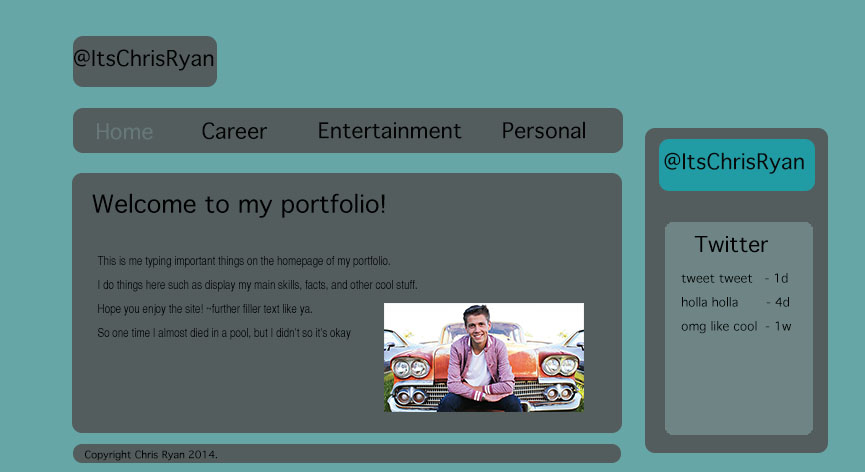 @ItsChrisRyan
Home Career Entertainment Personal
Welcome to my portfolio!
This is me typing important things on the homepage of my portfolio.
I do things here such as display my main skills, facts, and other cool stuff.
Hope you enjoy the site! ~further filler text like ya.
So one time I almost died in a pool, but I didn't so it's okay
@ItsChrisRyan
Twitter
tweet tweet - 1d
holla holla - 4d
omg like cool - 1w
Copyright Chris Ryan 2014.